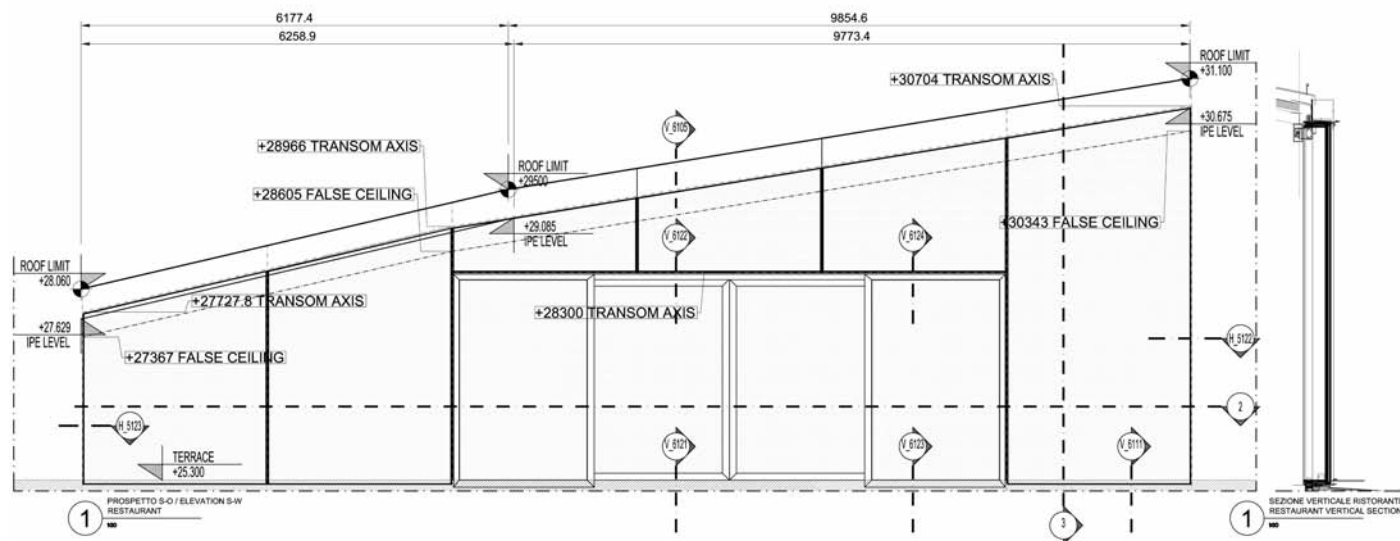 6177.4
9854.6
6258.9
9773.4
ROOF LIMIT
+31.100
+30704 TRANSOM AXIS
V_6105
+30.675
IPE LEVEL
+28966 TRANSOM AXIS
ROOF LIMIT
+29500
+28605 FALSE CEILING
+30343 FALSE CEILING
+29.085
IPE LEVEL
V_6122
V_6124
ROOF LIMIT
+28.060
+27727.8 TRANSOM AXIS
+28300 TRANSOM AXIS
+27.629
IPE LEVEL
+27367 FALSE CEILING
H_5122
2
H_5123
V_6121
V_6123
V_6111
TERRACE
+25.300
1
PROSPETTO S-O / ELEVATION S-W
RESTAURANT
3
1
SEZIONE VERTICALE RISTORANTE
RESTAURANT VERTICAL SECTION